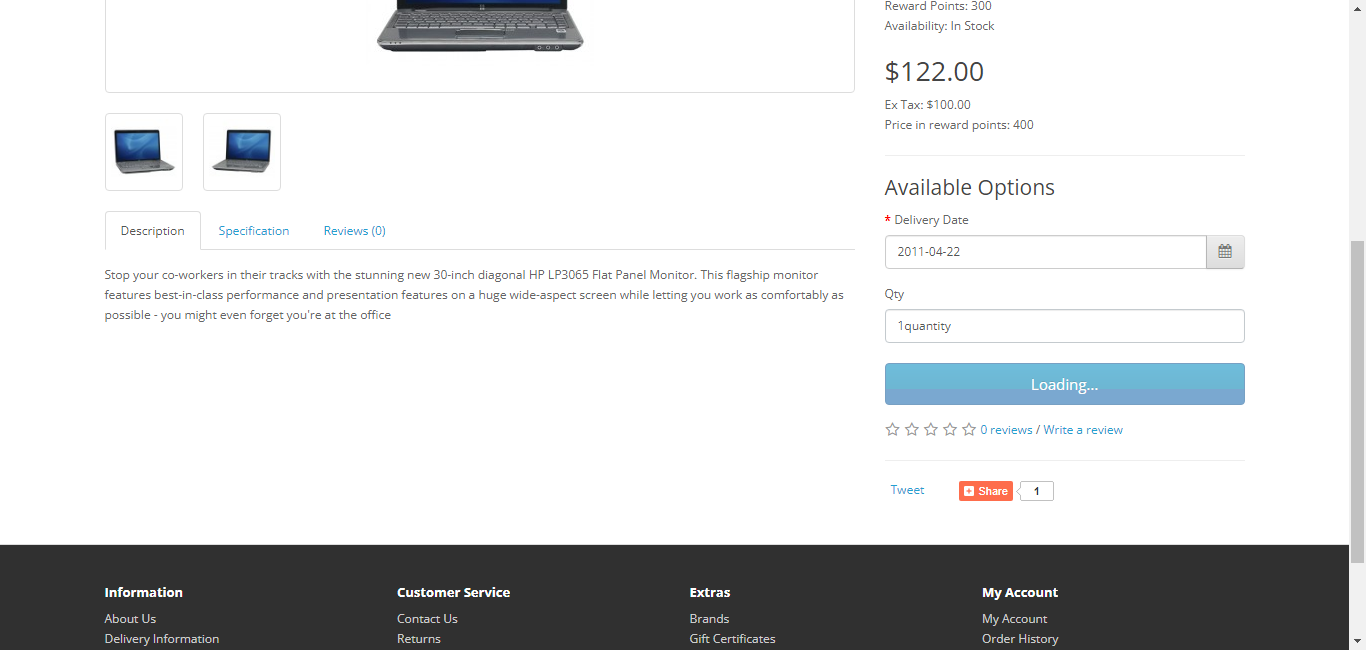 Reward Points: 300
Availability: In Stock
$122.00
Ex Tax: $100.00
Price in reward points: 400
Available Options
* Delivery Date
2011-04-22
Qty
1quantity
Loading...
0 reviews / Write a review
Tweet
Share 1
Description Specification Reviews (0)
Stop your co-workers in their tracks with the stunning new 30-inch diagonal HP LP3065 Flat Panel Monitor. This flagship monitor
features best-in-class performance and presentation features on a huge wide-aspect screen while letting you work as comfortably as
possible - you might even forget you're at the office
Information
About Us
Delivery Information
Customer Service
Contact Us
Returns
Extras
Brands
Gift Certificates
My Account
My Account
Order History